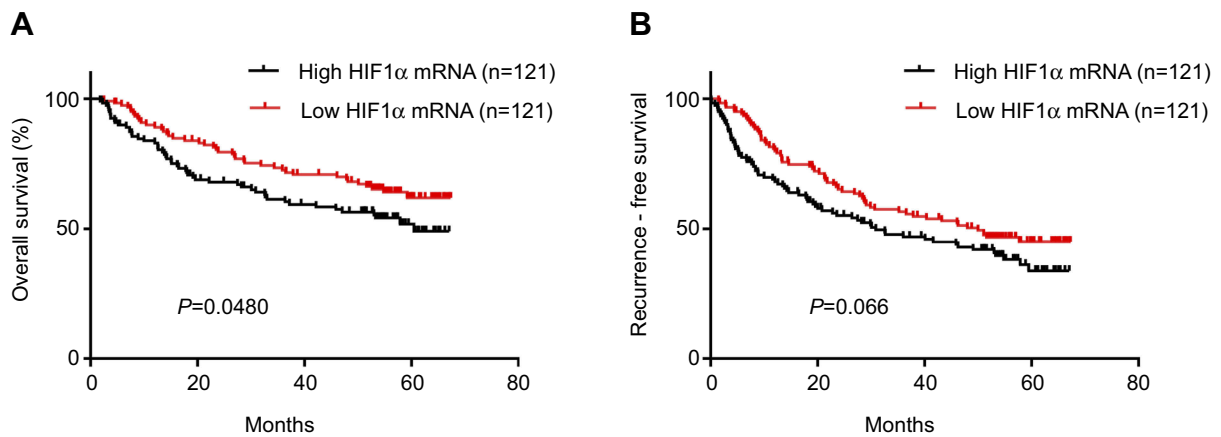 A
High HIF1α mRNA (n=121)
Low HIF1α mRNA (n=121)
Overall survival (%)
100
50
0
P=0.0480
0 20 40 60 80
Months
B
High HIF1α mRNA (n=121)
Low HIF1α mRNA (n=121)
Recurrence - free survival
100
50
0
P=0.066
0 20 40 60 80
Months